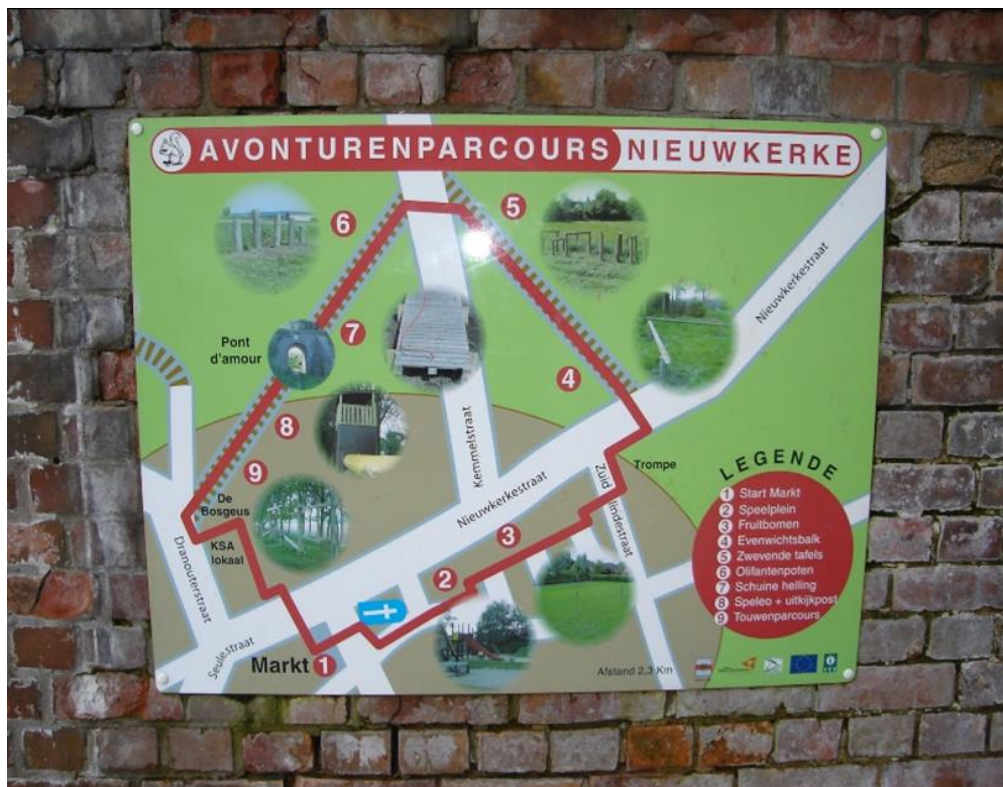 AVONTURENPARCOURS NIEUWKERKE
6
5
Nieuwkerkestraat
7
Pont
d'amour
4
8
Kemmelstraat
9
De
Bosgeus
Nieuwkerkestraat
Zuid
lindestraat
Trompe
KSA
lokaal
3
Dranouterstraat
2
Seulestraat
Markt 1
Afstand 2,3 Km
LEGENDE
1 Start Markt
2 Speelplein
3 Fruitbomen
4 Evenwichtsbalk
5 Zwevende tafels
6 Olifantenpoten
7 Schuine helling
8 Speleo + uitkijkpost
9 Touwenparcours